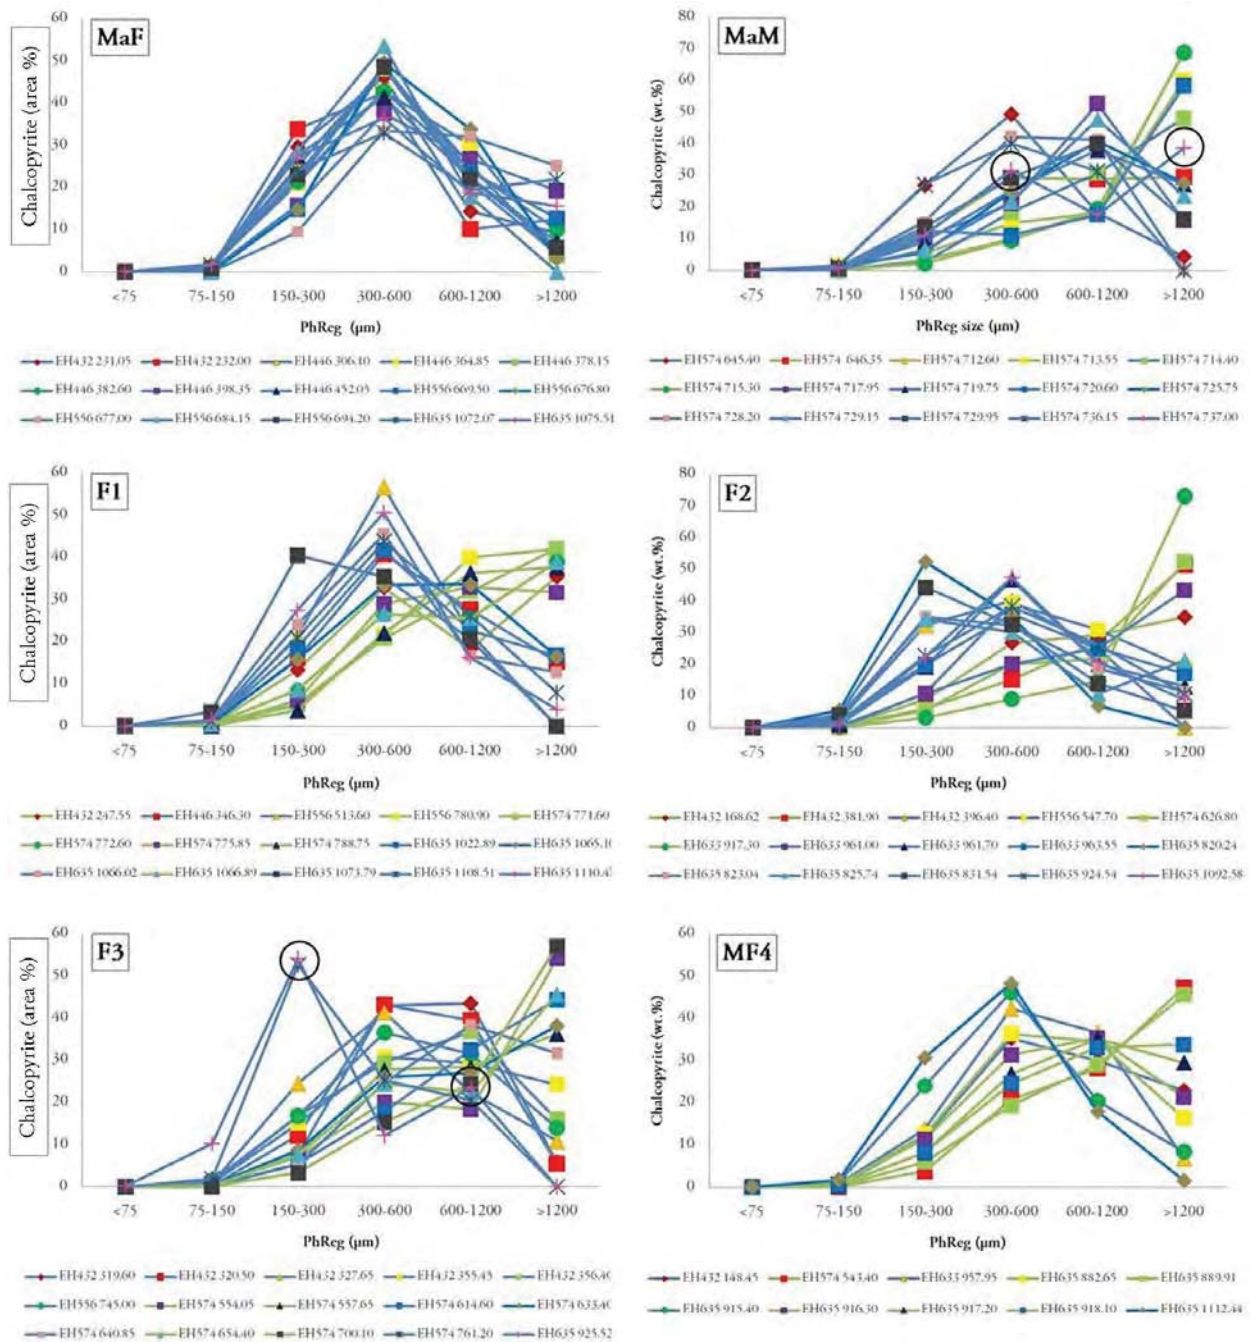 MaF
Chalcopyrite (area %)
60
50
40
30
20
10
0
<75 75-150 150-300 300-600 600-1200 >1200
PhReg (µm)
EH432 231.05 EH432 232.00 EH446 306.10 EH446 364.85 EH446 378.15
EH446 382.60 EH446 398.35 EH446 452.05 EH556 669.50 EH556 676.80
EH556 677.00 EH556 684.15 EH556 694.20 EH635 1072.07 EH635 1075.51
MaM
Chalcopyrite (wt.%)
80
70
60
50
40
30
20
10
0
<75 75-150 150-300 300-600 600-1200 >1200
PhReg size (µm)
EH574 645.40 EH574 646.35 EH574 712.60 EH574 713.55 EH574 714.40
EH574 715.30 EH574 717.95 EH574 719.75 EH574 720.60 EH574 725.75
EH574 728.20 EH574 729.15 EH574 729.95 EH574 736.15 EH574 737.00
F1
Chalcopyrite (area %)
60
50
40
30
20
10
0
<75 75-150 150-300 300-600 600-1200 >1200
PhReg (µm)
EH432 247.55 EH446 346.30 EH556 513.60 EH556 780.90 EH574 771.60
EH574 772.60 EH574 775.85 EH574 788.75 EH635 1022.89 EH635 1065.10
EH635 1066.02 EH635 1066.89 EH635 1073.79 EH635 1108.51 EH635 1110.47
F2
Chalcopyrite (wt.%)
80
70
60
50
40
30
20
10
0
<75 75-150 150-300 300-600 600-1200 >1200
PhReg (µm)
EH432 168.62 EH432 381.90 EH432 396.40 EH556 547.70 EH574 626.80
EH633 917.30 EH633 961.00 EH633 961.70 EH633 963.55 EH635 820.24
EH635 823.04 EH635 825.74 EH635 831.54 EH635 924.54 EH635 1092.58
F3
Chalcopyrite (area %)
60
50
40
30
20
10
0
<75 75-150 150-300 300-600 600-1200 >1200
PhReg (µm)
EH432 319.60 EH432 320.50 EH432 327.65 EH432 355.45 EH432 356.40
EH556 745.00 EH574 554.05 EH574 557.65 EH574 614.60 EH574 633.40
EH574 640.85 EH574 654.40 EH574 700.10 EH574 761.20 EH635 925.52
MF4
Chalcopyrite (wt.%)
60
50
40
30
20
10
0
<75 75-150 150-300 300-600 600-1200 >1200
PhReg (µm)
EH432 148.45 EH574 543.40 EH633 957.95 EH635 882.65 EH635 889.91
EH635 915.40 EH635 916.30 EH635 917.20 EH635 918.10 EH635 1112.44